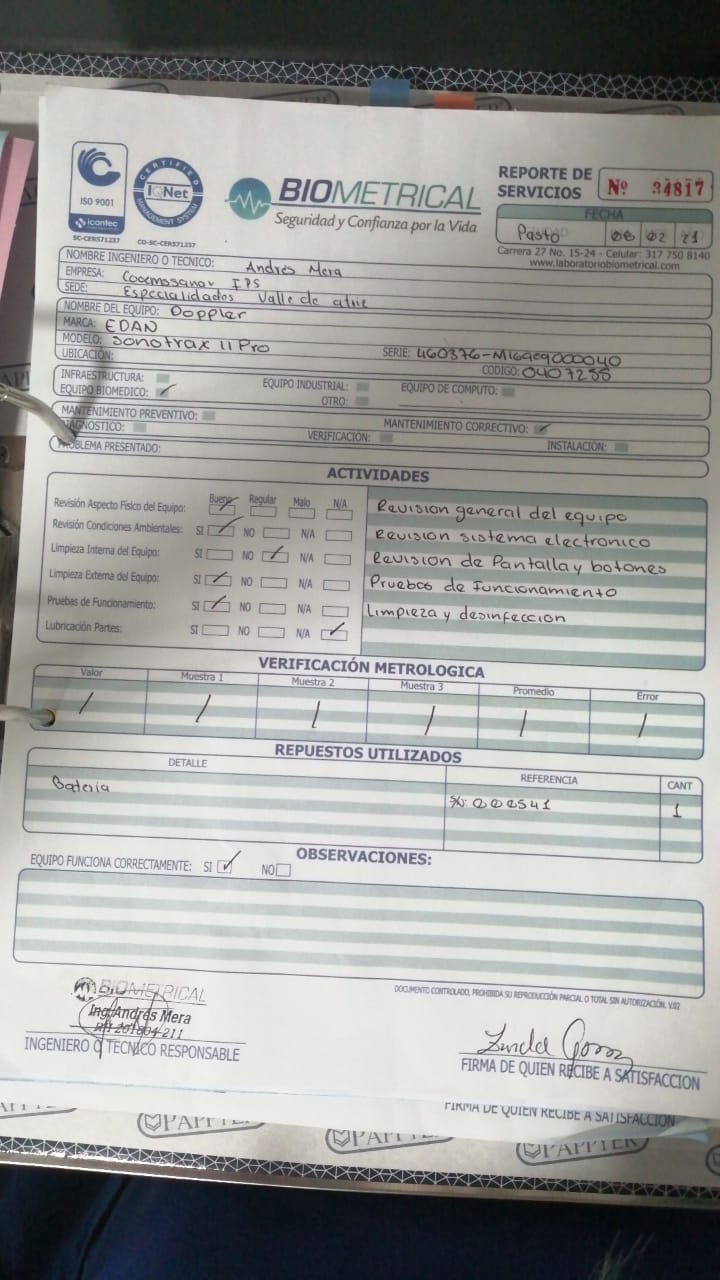 CERTIFIED
MANAGEMENT SYSTEM
ISO 9001
IQNet
icontec
SC-CER571237
CO-SC-CER571237
BIOMETRICAL
Seguridad y Confianza por la Vida
REPORTE DE
SERVICIOS
Nº 34817
FECHA
Pasto 08 02 21
Carrera 27 No. 15-24 - Celular: 317 750 8140
www.laboratoriobiometrical.com
NOMBRE INGENIERO O TECNICO: Andrés Mera
EMPRESA: Coemssanar IPS
SEDE: Especialidades Valle de atriz
NOMBRE DEL EQUIPO: Doppler
MARCA: EDAN
MODELO: Sonotrax II Pro
SERIE: 460376-M16909000040
UBICACIÓN:
CODIGO: 0407255
INFRAESTRUCTURA:
EQUIPO BIOMEDICO: ✓
EQUIPO INDUSTRIAL:
EQUIPO DE COMPUTO:
OTRO:
MANTENIMIENTO PREVENTIVO:
MANTENIMIENTO CORRECTIVO: ✓
DIAGNÓSTICO:
VERIFICACIÓN:
INSTALACIÓN:
PROBLEMA PRESENTADO:
ACTIVIDADES
Bueno Regular Malo N/A
Revisión Aspecto Físico del Equipo:
Revisión Condiciones Ambientales: SI NO N/A
Limpieza Interna del Equipo: SI NO N/A
Limpieza Externa del Equipo: SI NO N/A
Pruebas de Funcionamiento: SI NO N/A
Lubricación Partes: SI NO N/A
Revision general del equipo
Revision sistema electronico
Revision de Pantalla y botones
Pruebas de Funcionamiento
Limpieza y desinfeccion
VERIFICACIÓN METROLOGICA
Valor Muestra 1 Muestra 2 Muestra 3 Promedio Error
/ / / / / /
REPUESTOS UTILIZADOS
DETALLE REFERENCIA CANT
Bateria S/N: 000541 1
OBSERVACIONES:
EQUIPO FUNCIONA CORRECTAMENTE: SI ✓ NO
DOCUMENTO CONTROLADO, PROHIBIDA SU REPRODUCCIÓN PARCIAL O TOTAL SIN AUTORIZACIÓN. V.02
BIOMETRICAL
Ing. Andrés Mera
201804-211
INGENIERO O TECNICO RESPONSABLE
FIRMA DE QUIEN RECIBE A SATISFACCION
FIRMA DE QUIEN RECIBE A SATISFACCION
PAPPYER
PAPPYER
PAPPYER